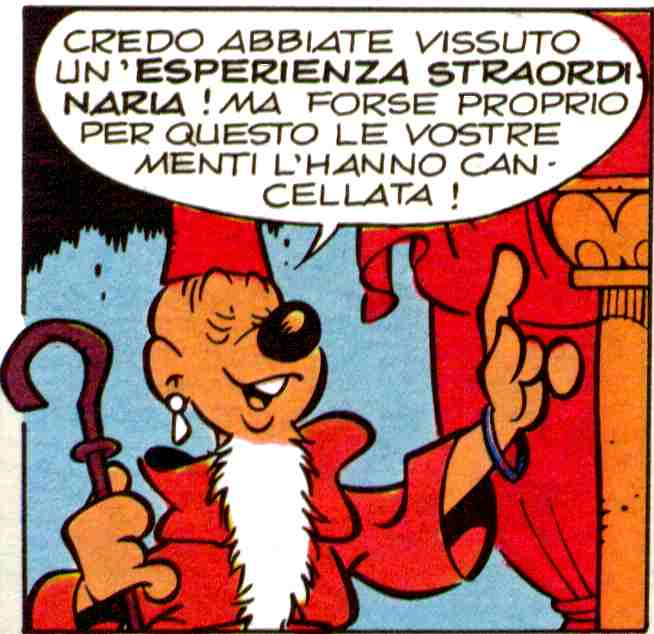 CREDO ABBIATE VISSUTO
UN'ESPERIENZA STRAORDI-
NARIA! MA FORSE PROPRIO
PER QUESTO LE VOSTRE
MENTI L'HANNO CAN-
CELLATA!